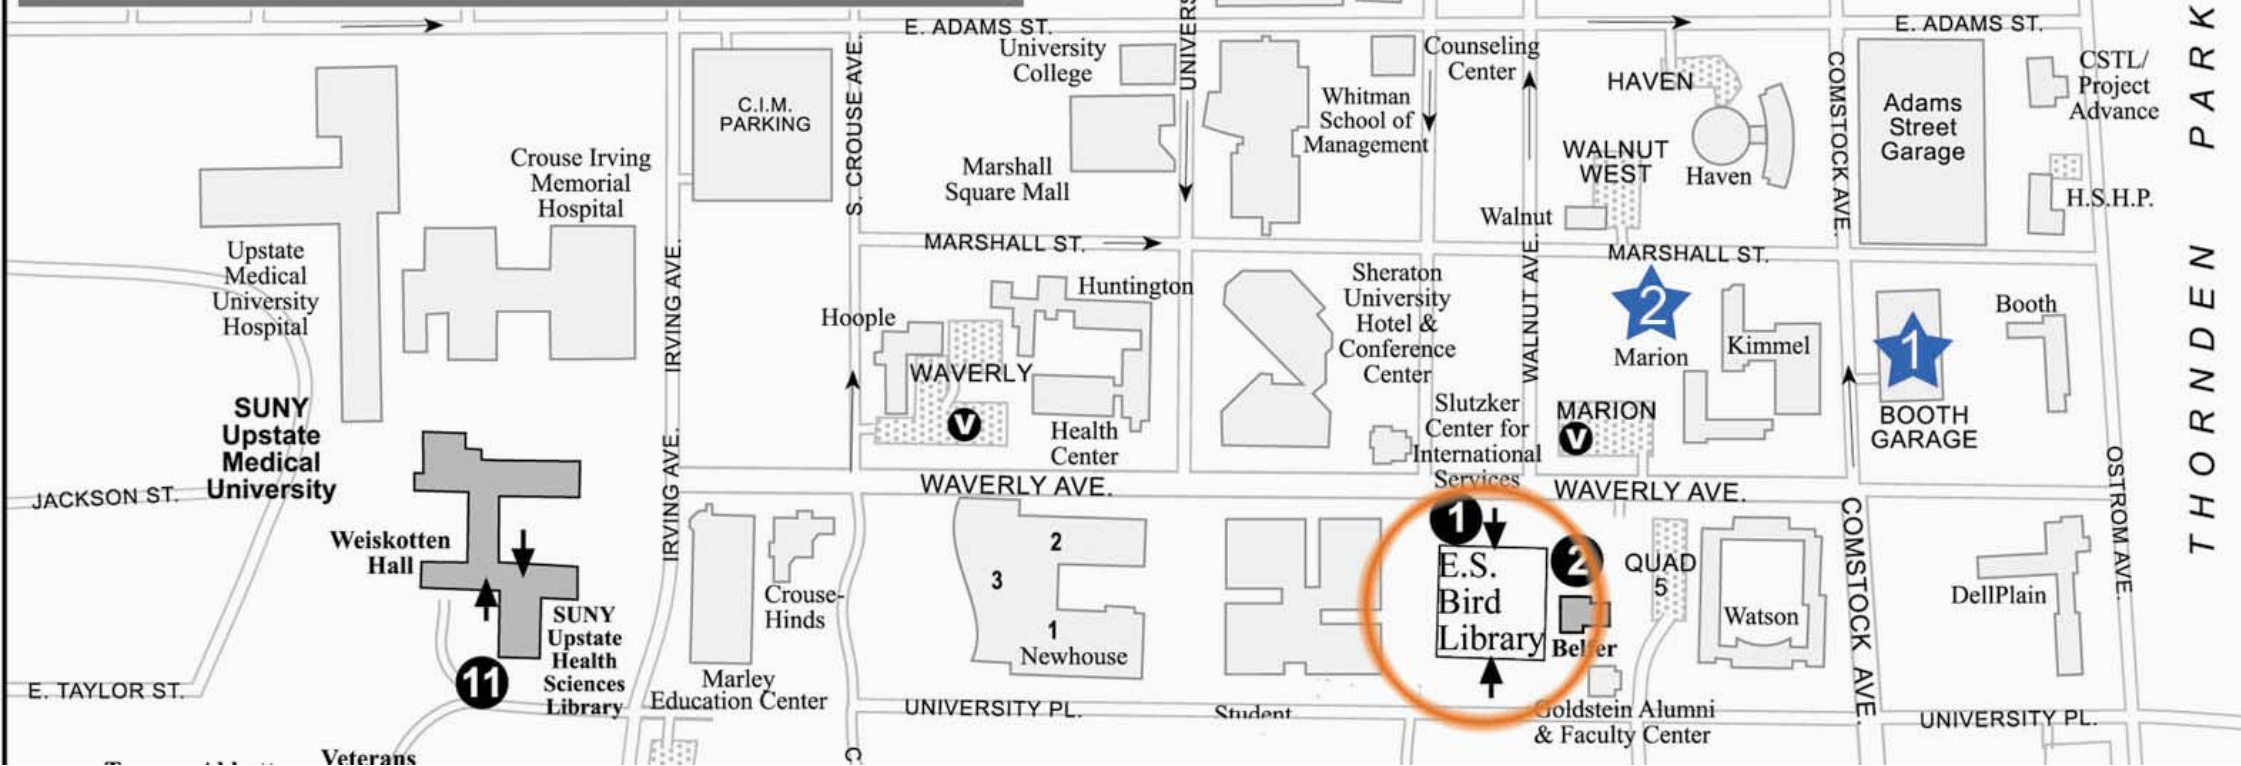 E. ADAMS ST.
E. ADAMS ST.
University
College
UNIVERS
Counseling
Center
HAVEN
CSTL/
Project
Advance
THORNDEN PARK
C.I.M.
PARKING
S. CROUSE AVE.
Whitman
School of
Management
COMSTOCK AVE.
Adams
Street
Garage
Crouse Irving
Memorial
Hospital
Marshall
Square Mall
WALNUT
WEST
Haven
Walnut
H.S.H.P.
MARSHALL ST.
MARSHALL ST.
Upstate
Medical
University
Hospital
IRVING AVE.
Huntington
Hoople
Sheraton
University
Hotel &
Conference
Center
WALNUT AVE.
2
Marion
Kimmel
1
Booth
WAVERLY
V
Health
Center
Slutzker
Center for
International
Services
MARION
V
BOOTH
GARAGE
SUNY
Upstate
Medical
University
JACKSON ST.
IRVING AVE.
WAVERLY AVE.
WAVERLY AVE.
OSTROM AVE.
COMSTOCK AVE.
Weiskotten
Hall
SUNY
Upstate
Health
Sciences
Library
11
Crouse-
Hinds
Marley
Education Center
2
3
1
Newhouse
1
E.S.
Bird
Library
2
Belfer
QUAD
5
Watson
DellPlain
E. TAYLOR ST.
UNIVERSITY PL.
Student
Goldstein Alumni
& Faculty Center
UNIVERSITY PL.
Veterans
C